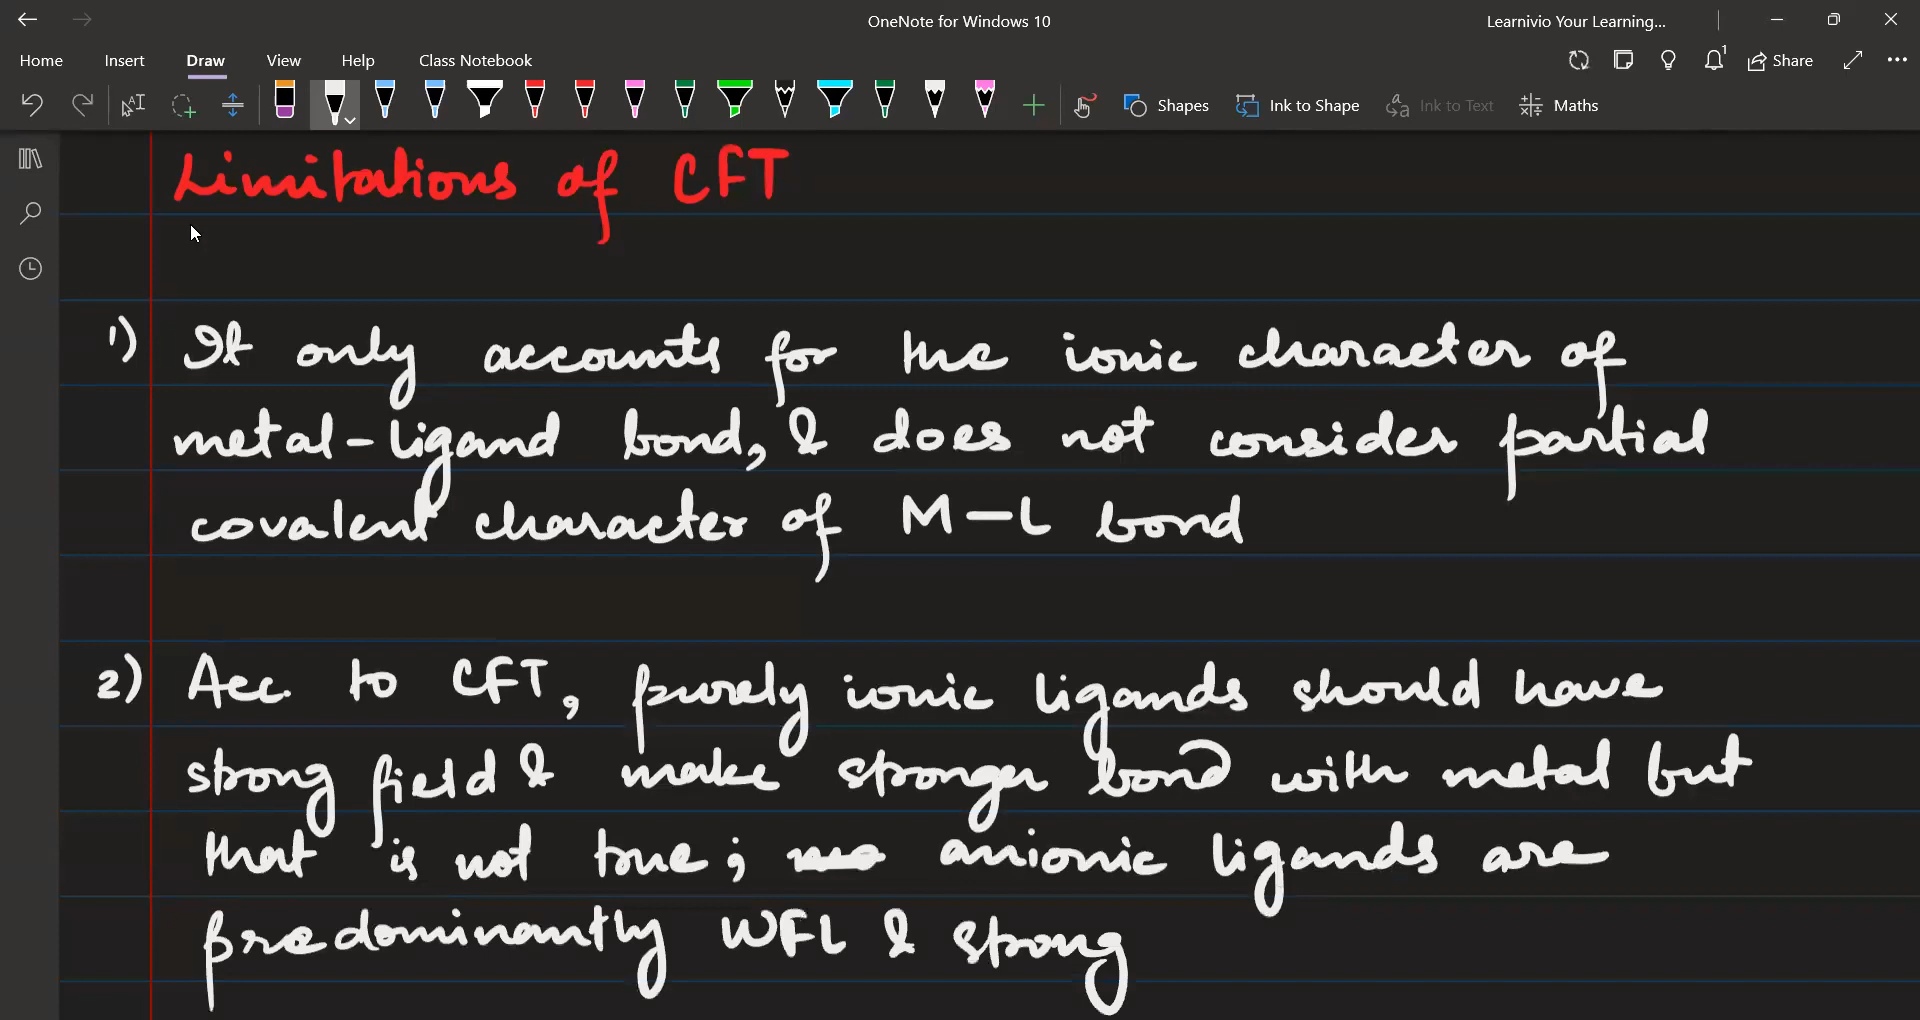 OneNote for Windows 10
Learnivio Your Learning...
Home Insert Draw View Help Class Notebook
1 Share
Shapes Ink to Shape Ink to Text Maths
Limitations of CFT
1) It only accounts for the ionic character of
metal-ligand bond, & does not consider partial
covalent character of M-L bond
2) Acc. to CFT, purely ionic ligands should have
strong field & make stronger bond with metal but
that is not true; anionic ligands are
predominantly WFL & strong